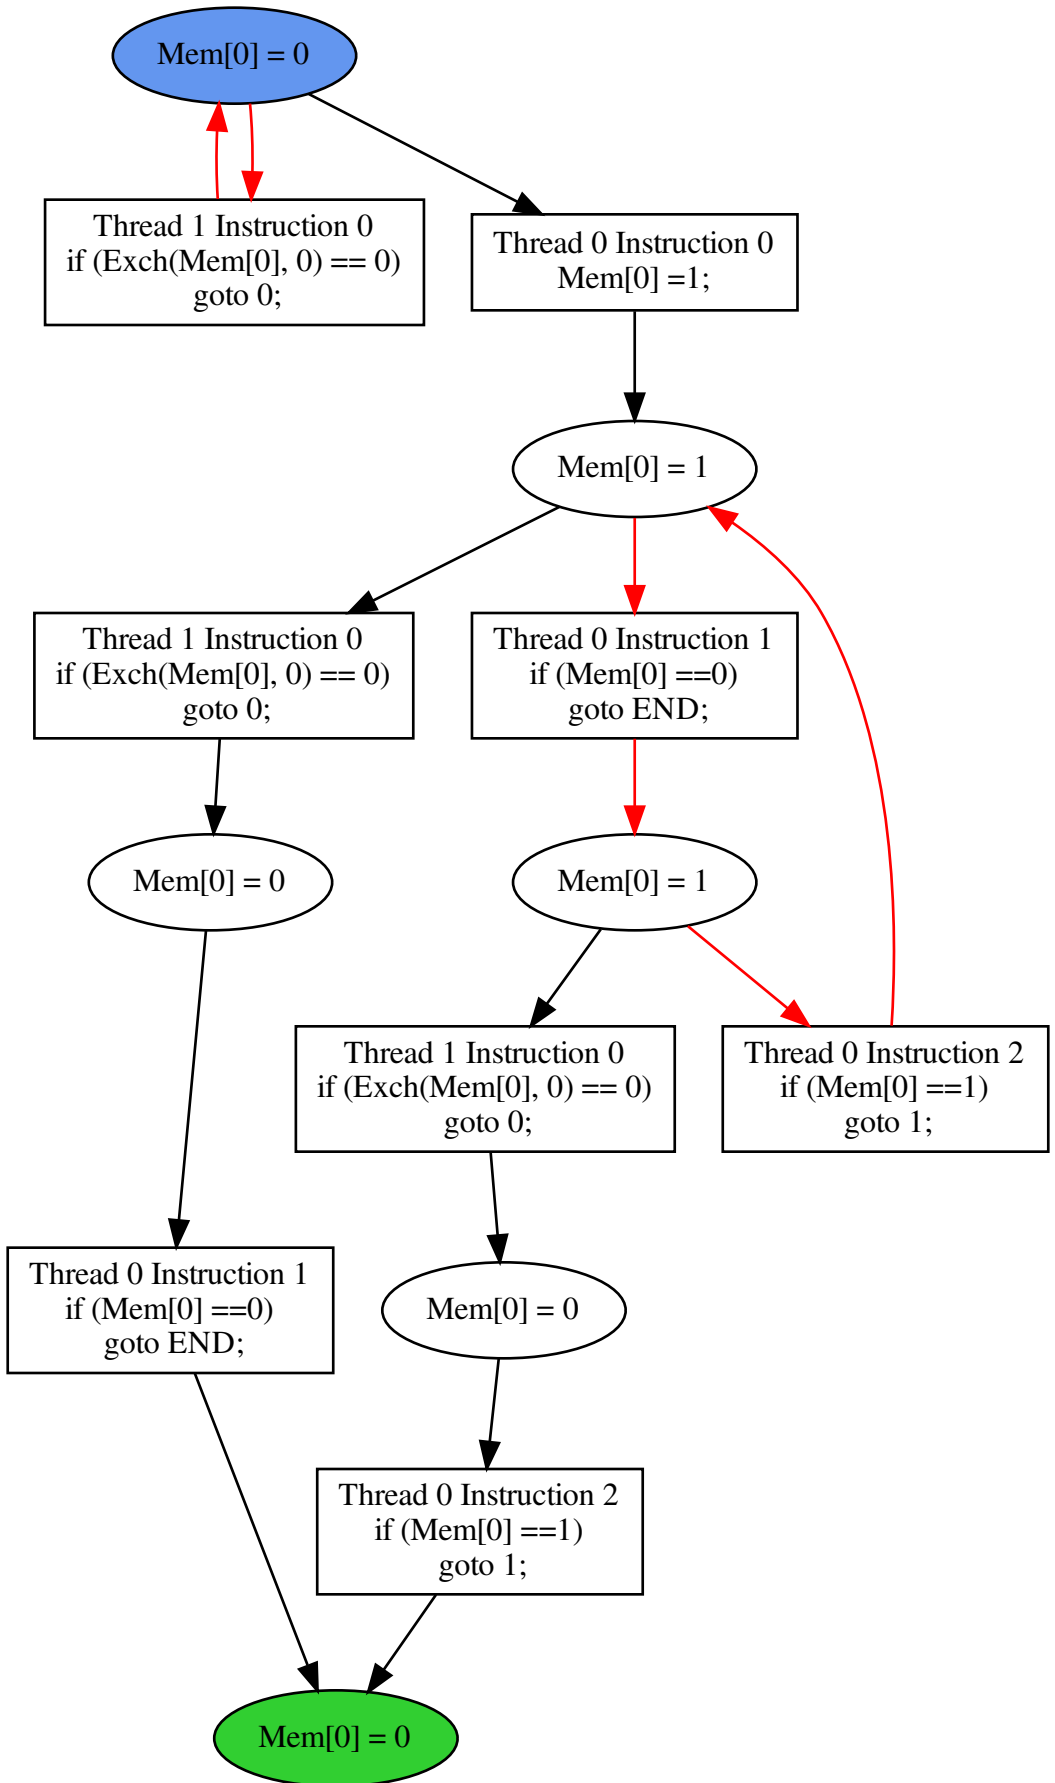 Mem[0] = 0
Thread 1 Instruction 0
if (Exch(Mem[0], 0) == 0)
goto 0;
Thread 0 Instruction 0
Mem[0] =1;
Mem[0] = 1
Thread 1 Instruction 0
if (Exch(Mem[0], 0) == 0)
goto 0;
Thread 0 Instruction 1
if (Mem[0] ==0)
goto END;
Mem[0] = 0
Mem[0] = 1
Thread 1 Instruction 0
if (Exch(Mem[0], 0) == 0)
goto 0;
Thread 0 Instruction 2
if (Mem[0] ==1)
goto 1;
Thread 0 Instruction 1
if (Mem[0] ==0)
goto END;
Mem[0] = 0
Thread 0 Instruction 2
if (Mem[0] ==1)
goto 1;
Mem[0] = 0